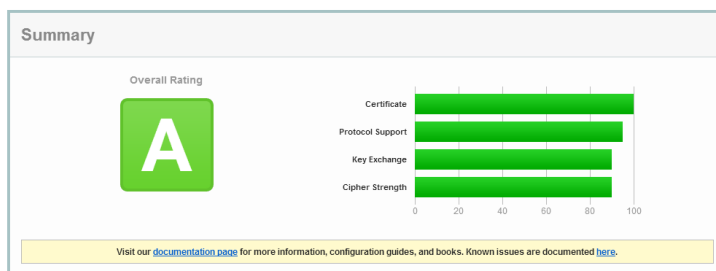 Summary
Overall Rating
A
Certificate
Protocol Support
Key Exchange
Cipher Strength
0 20 40 60 80 100
Visit our documentation page for more information, configuration guides, and books. Known issues are documented here.